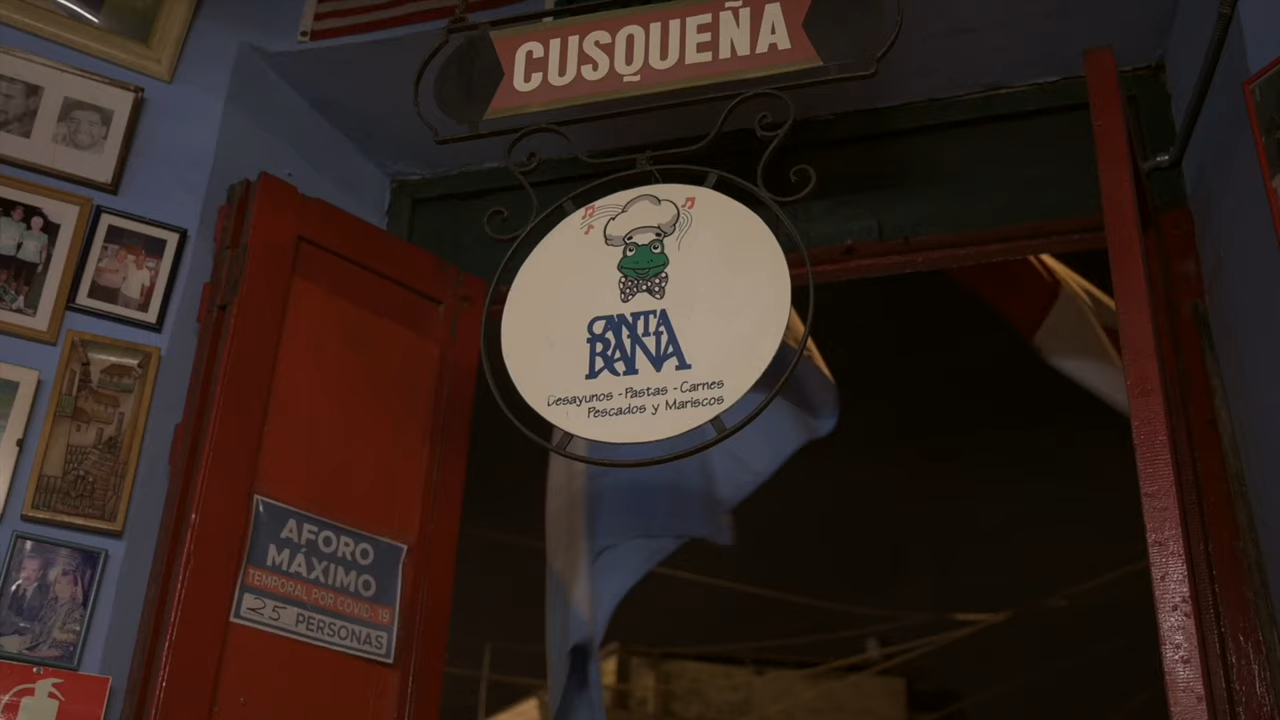 CUSQUEÑA
CANTA
RANA
Desayunos - Pastas - Carnes
Pescados y Mariscos
AFORO
MÁXIMO
TEMPORAL POR COVID-19
25 PERSONAS